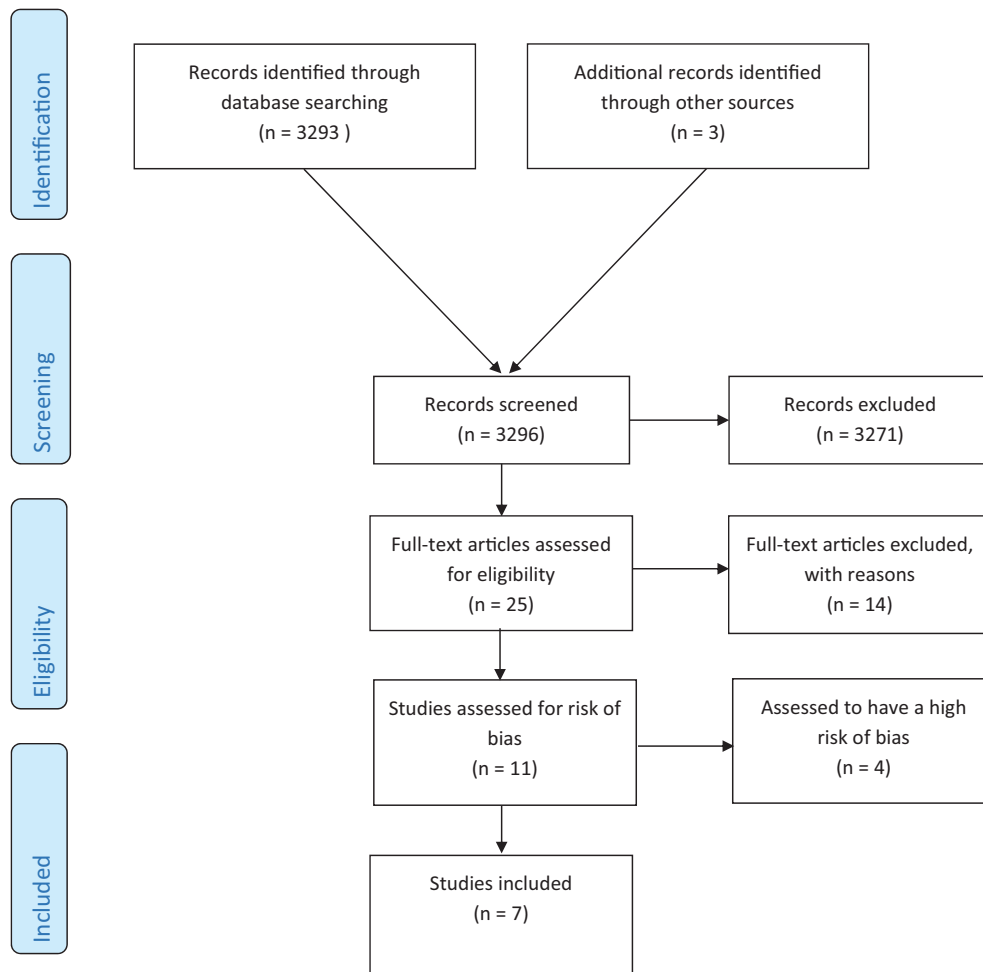 Identification
Records identified through
database searching
(n = 3293 )
Additional records identified
through other sources
(n = 3)
Screening
Records screened
(n = 3296)
Records excluded
(n = 3271)
Eligibility
Full-text articles assessed
for eligibility
(n = 25)
Full-text articles excluded,
with reasons
(n = 14)
Studies assessed for risk of
bias
(n = 11)
Assessed to have a high
risk of bias
(n = 4)
Included
Studies included
(n = 7)